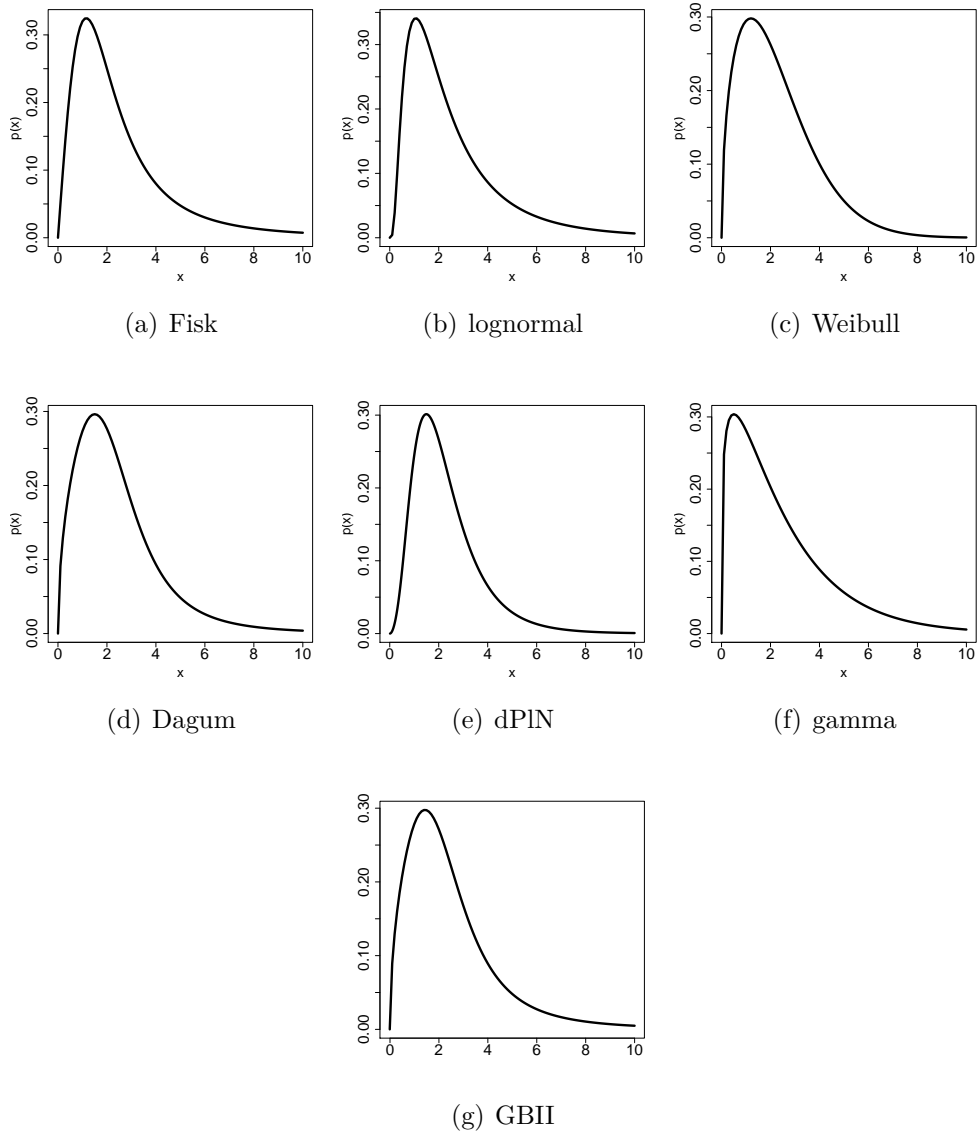 0.30
0.20
p(x)
0.10
0.00
0 2 4 6 8 10
x
(a) Fisk
0.30
0.20
p(x)
0.10
0.00
0 2 4 6 8 10
x
(b) lognormal
0.30
0.20
p(x)
0.10
0.00
0 2 4 6 8 10
x
(c) Weibull
0.30
0.20
p(x)
0.10
0.00
0 2 4 6 8 10
x
(d) Dagum
0.30
0.20
p(x)
0.10
0.00
0 2 4 6 8 10
x
(e) dPlN
0.30
0.20
p(x)
0.10
0.00
0 2 4 6 8 10
x
(f) gamma
0.30
0.20
p(x)
0.10
0.00
0 2 4 6 8 10
(g) GBII